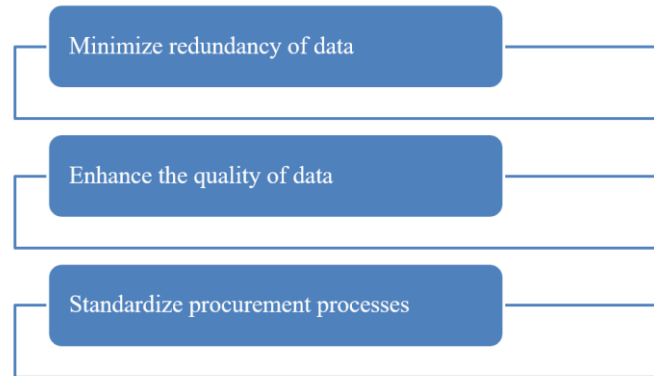 Minimize redundancy of data
Enhance the quality of data
Standardize procurement processes